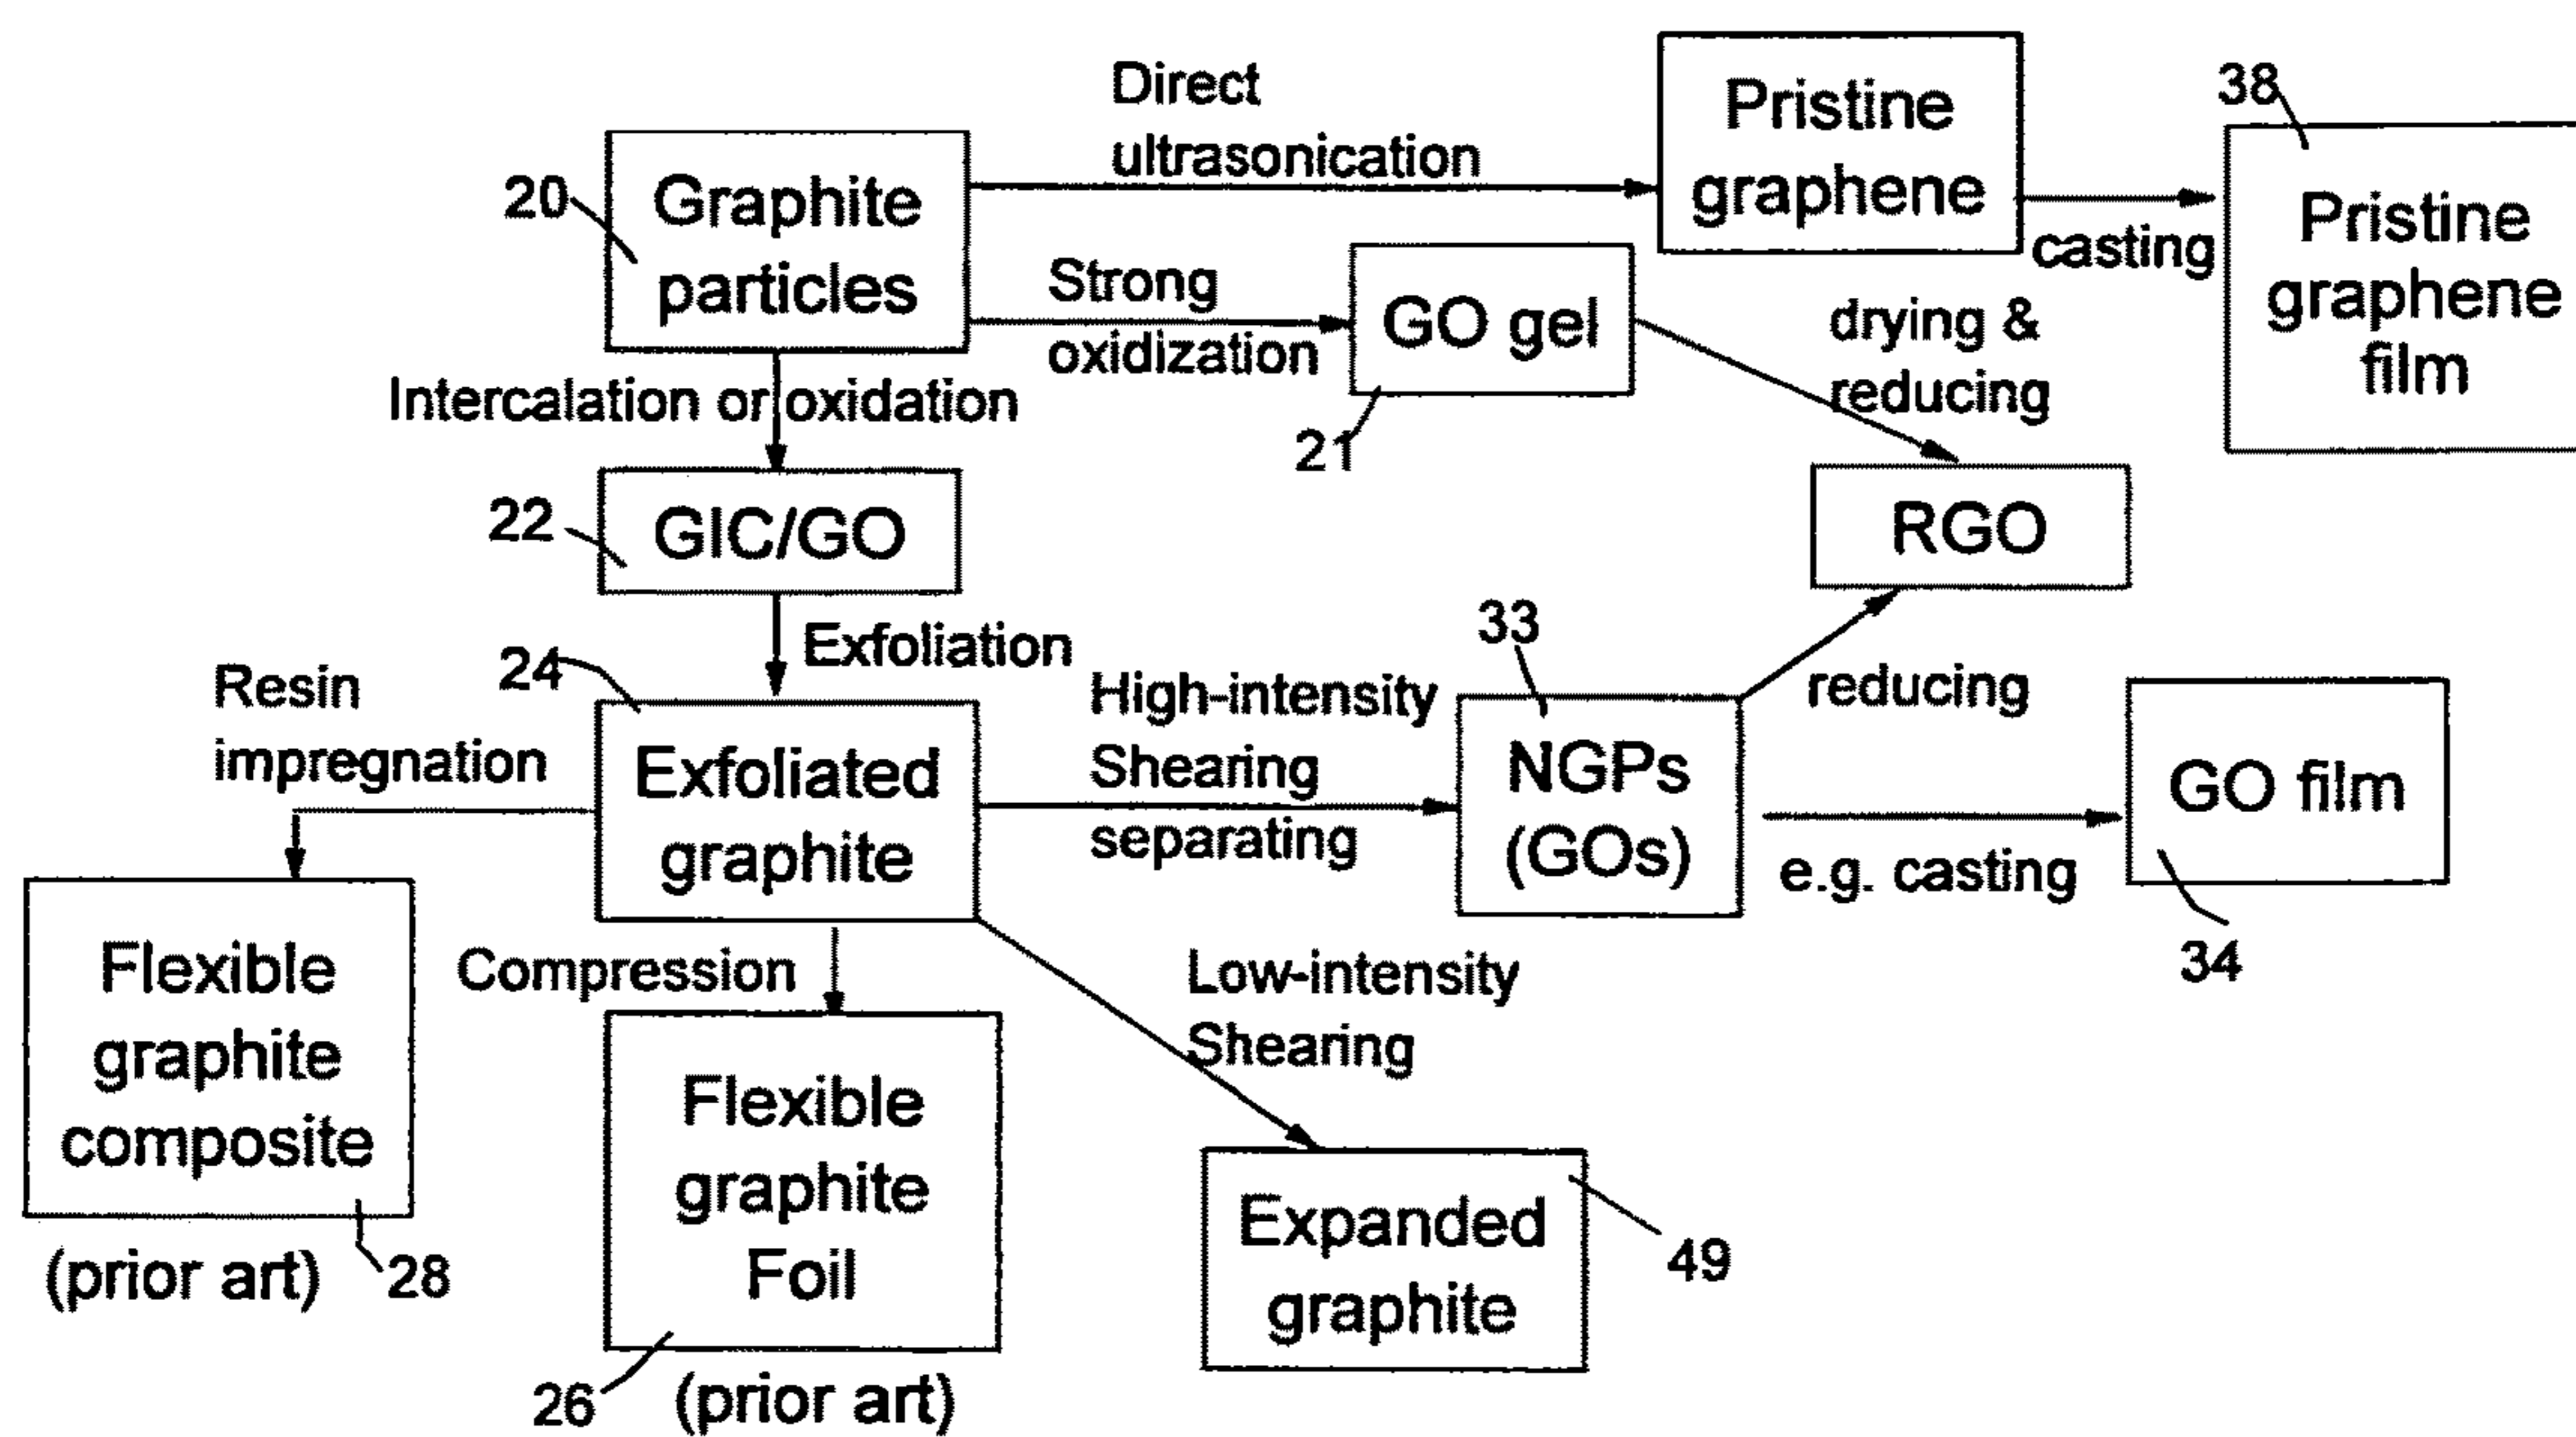 Direct
ultrasonication
Pristine
graphene
38
Pristine
graphene
film
casting
20
Graphite
particles
Strong
oxidization
GO gel
21
drying &
reducing
Intercalation or oxidation
22
GIC/GO
RGO
Exfoliation
24
Resin
impregnation
Exfoliated
graphite
High-intensity
Shearing
separating
33
NGPs
(GOs)
reducing
e.g. casting
GO film
34
Flexible
graphite
composite
(prior art)
28
Compression
Flexible
graphite
Foil
26
(prior art)
Low-intensity
Shearing
Expanded
graphite
49